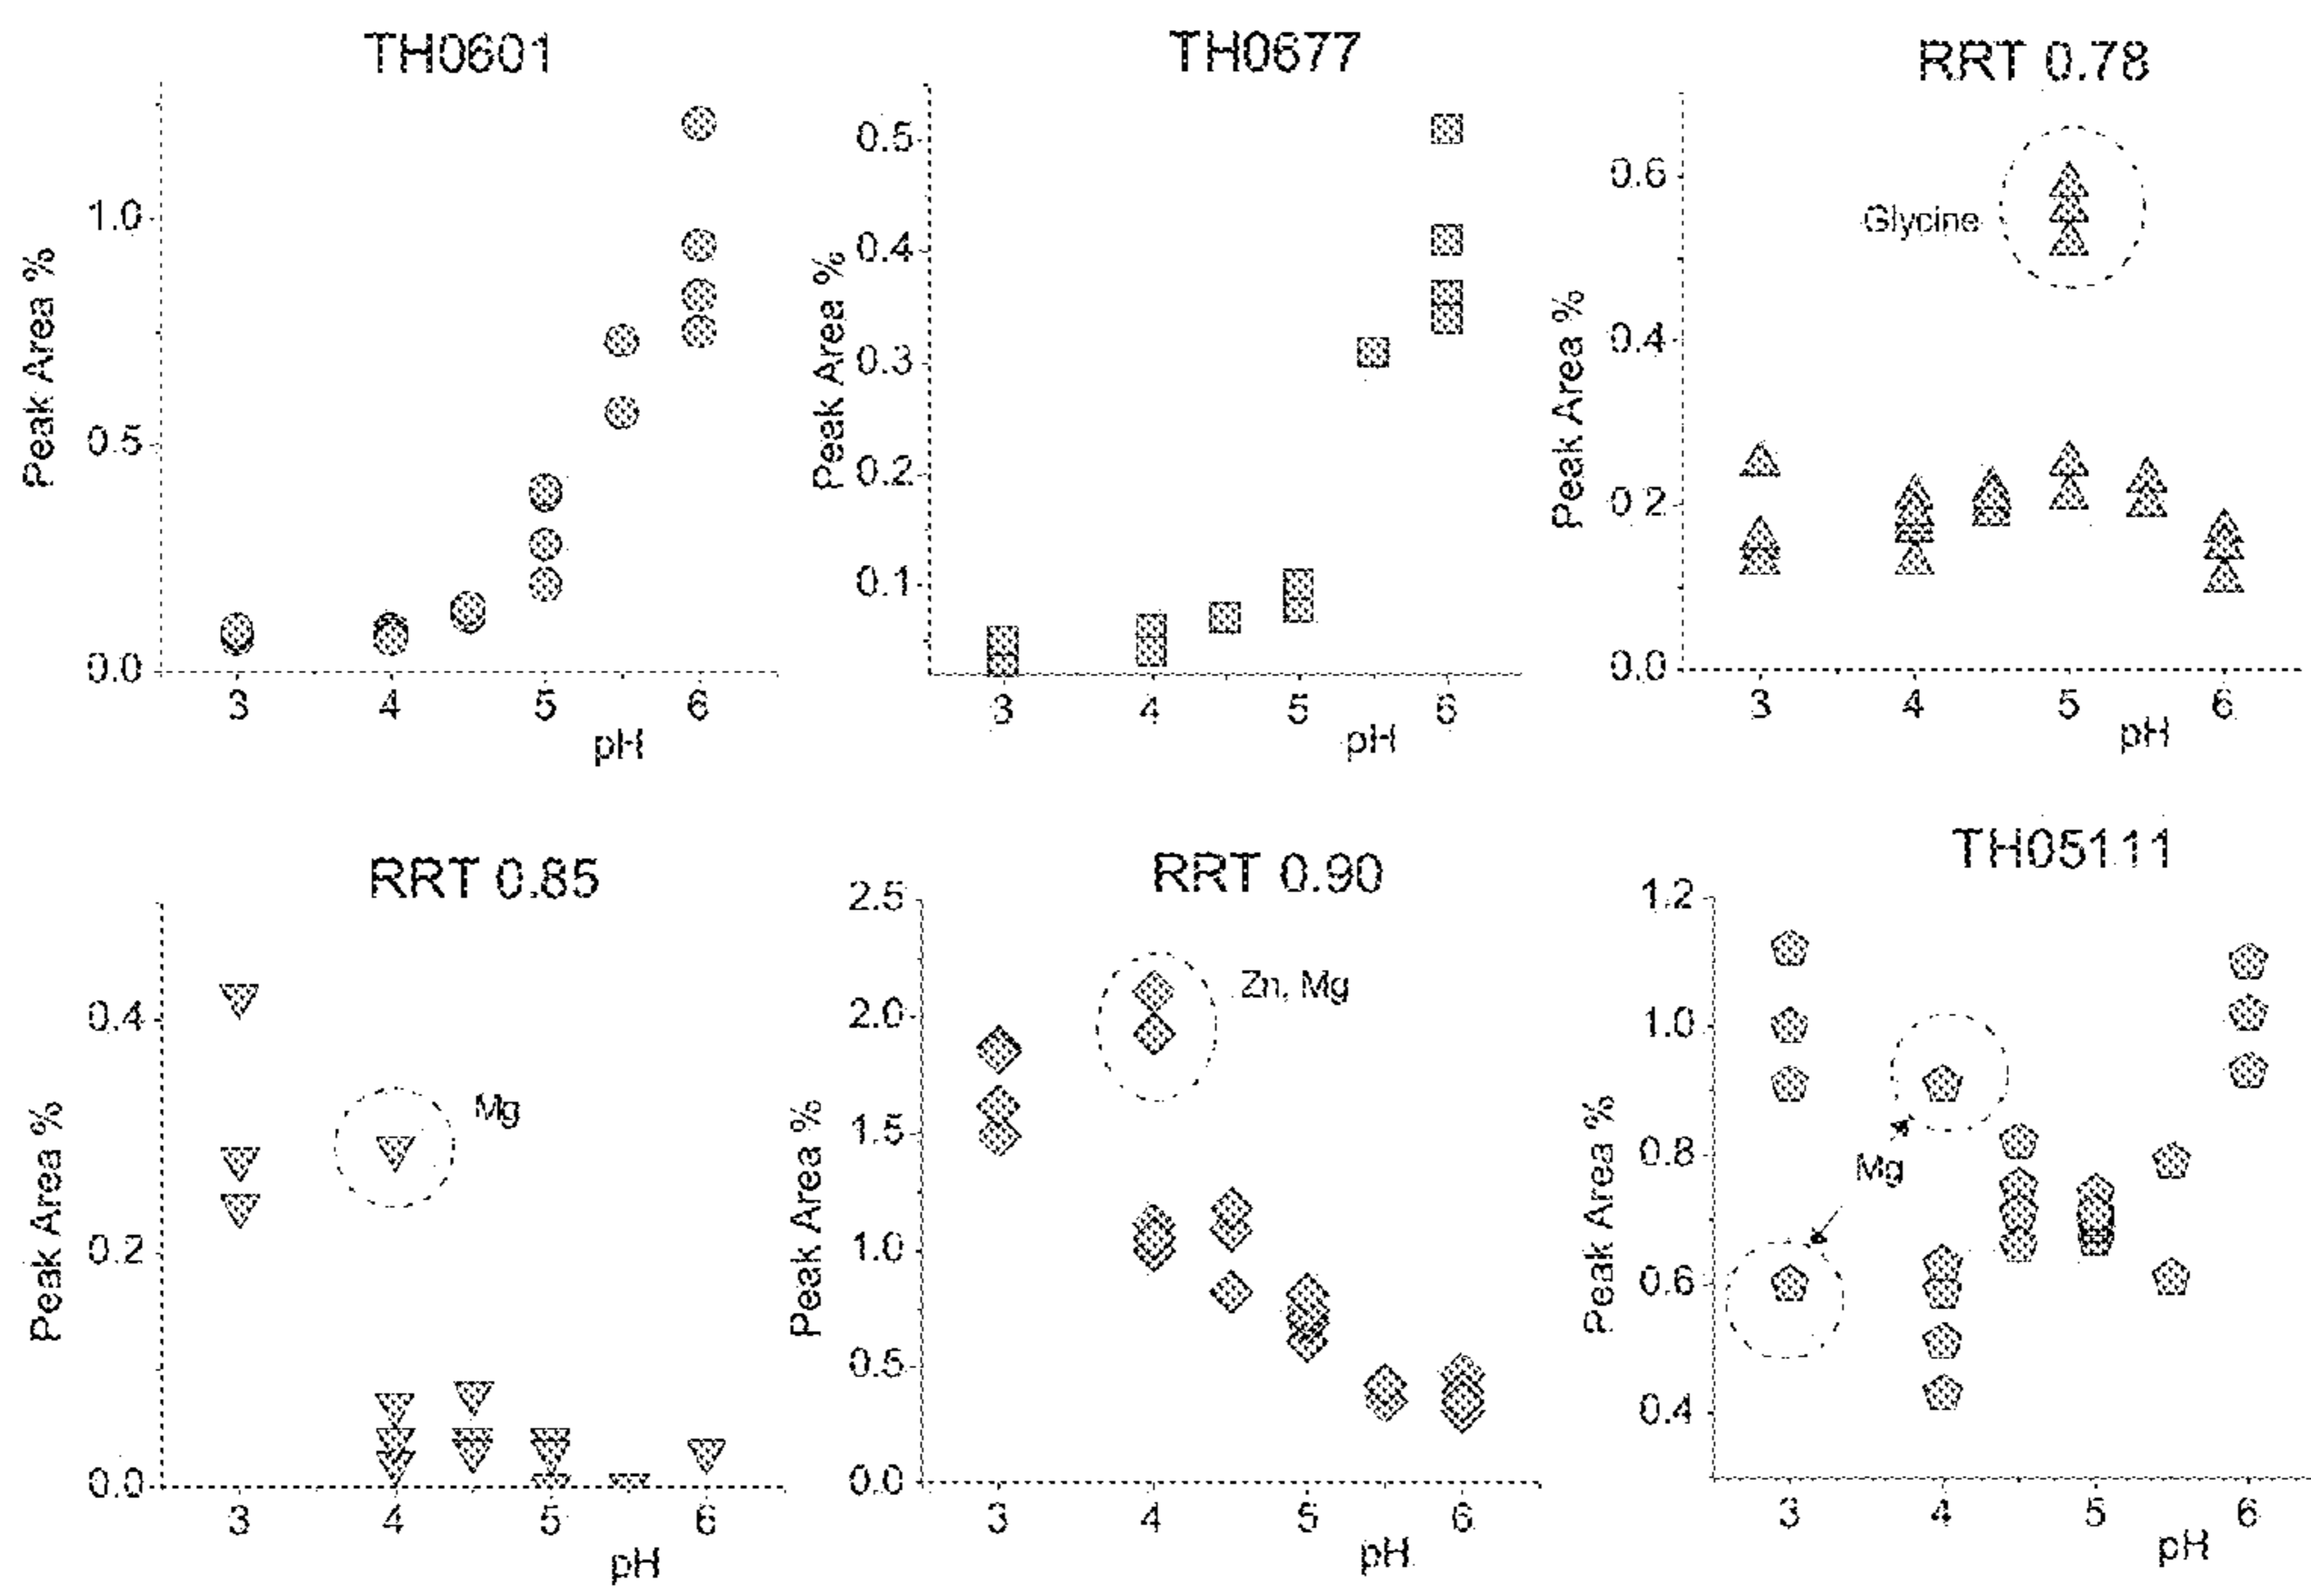 TH0601
Peak Area %
1.0
0.5
0.0
3 4 5 6
pH
TH0677
Peak Area %
0.5
0.4
0.3
0.2
0.1
3 4 5 6
pH
RRT 0.78
Peak Area %
0.6
0.4
0.2
0.0
Glycine
3 4 5 6
pH
RRT 0.85
Peak Area %
0.4
0.2
0.0
Mg
3 4 5 6
pH
RRT 0.90
Peak Area %
2.5
2.0
1.5
1.0
0.5
0.0
Zn, Mg
3 4 5 6
pH
TH05111
Peak Area %
1.2
1.0
0.8
0.6
0.4
Mg
3 4 5 6
pH